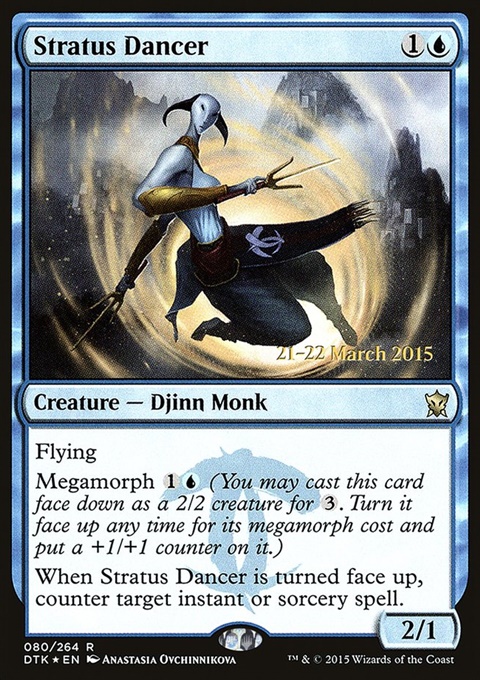 Stratus Dancer 1
21–22 March 2015
Creature — Djinn Monk
Flying
Megamorph 1 (You may cast this card
face down as a 2/2 creature for 3. Turn it
face up any time for its megamorph cost and
put a +1/+1 counter on it.)
When Stratus Dancer is turned face up,
counter target instant or sorcery spell.
2/1
080/264 R
DTK ★ EN Anastasia Ovchinnikova
™ & © 2015 Wizards of the Coast